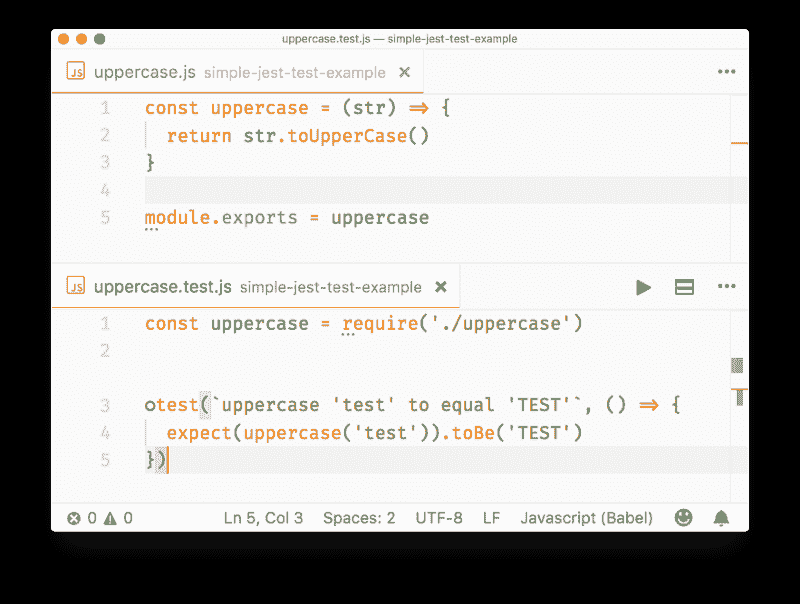 uppercase.test.js — simple-jest-test-example
JS uppercase.js simple-jest-test-example ×
1 const uppercase = (str) => {
2 return str.toUpperCase()
3 }
4
5 module.exports = uppercase
JS uppercase.test.js simple-jest-test-example ×
1 const uppercase = require('./uppercase')
2
3 test(`uppercase 'test' to equal 'TEST'`, () => {
4 expect(uppercase('test')).toBe('TEST')
5 })
0 0 Ln 5, Col 3 Spaces: 2 UTF-8 LF Javascript (Babel)